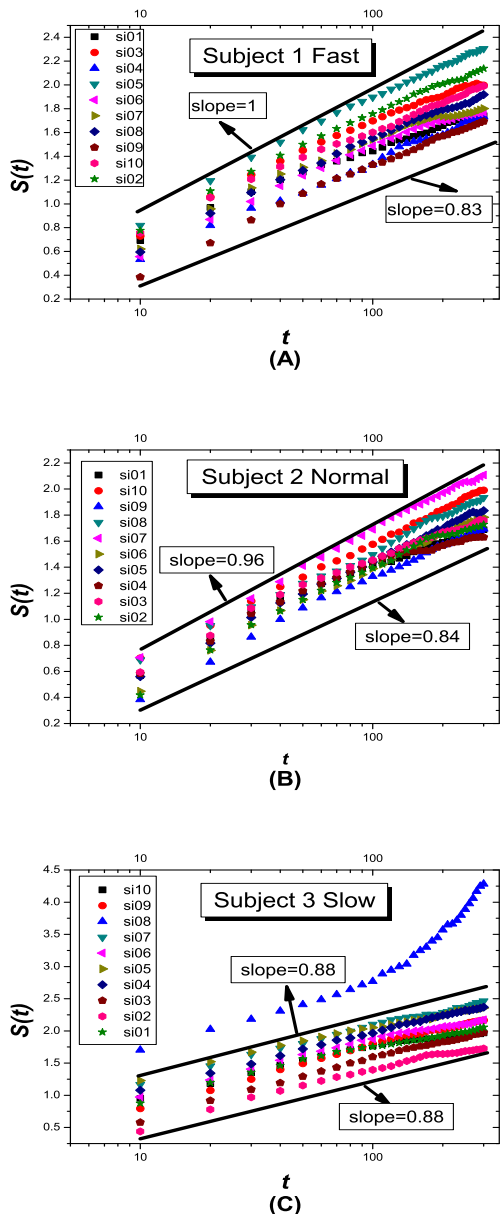 10 100
si01
si03
si04
si05
si06
si07
si08
si09
si10
si02
Subject 1 Fast
slope=1
slope=0.83
2.4
2.2
2.0
1.8
1.6
1.4
1.2
1.0
0.8
0.6
0.4
0.2
S(t)
10 100
t
(A)
10 100
si01
si10
si09
si08
si07
si06
si05
si04
si03
si02
Subject 2 Normal
slope=0.96
slope=0.84
2.2
2.0
1.8
1.6
1.4
1.2
1.0
0.8
0.6
0.4
0.2
S(t)
10 100
t
(B)
10 100
si10
si09
si08
si07
si06
si05
si04
si03
si02
si01
Subject 3 Slow
slope=0.88
slope=0.88
4.5
4.0
3.5
3.0
2.5
2.0
1.5
1.0
0.5
S(t)
10 100
t
(C)